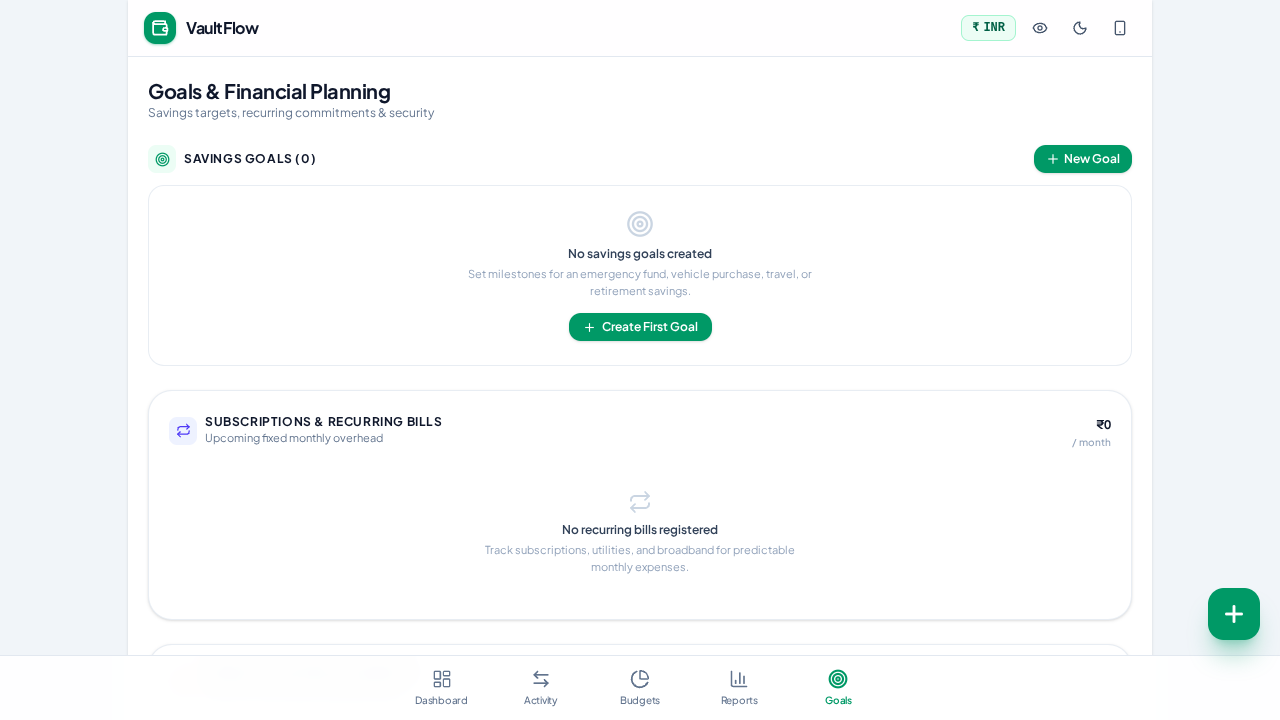 VaultFlow
₹ INR
Goals & Financial Planning
Savings targets, recurring commitments & security
SAVINGS GOALS (0)
New Goal
No savings goals created
Set milestones for an emergency fund, vehicle purchase, travel, or
retirement savings.
Create First Goal
SUBSCRIPTIONS & RECURRING BILLS
Upcoming fixed monthly overhead
₹0
/ month
No recurring bills registered
Track subscriptions, utilities, and broadband for predictable
monthly expenses.
Dashboard
Activity
Budgets
Reports
Goals